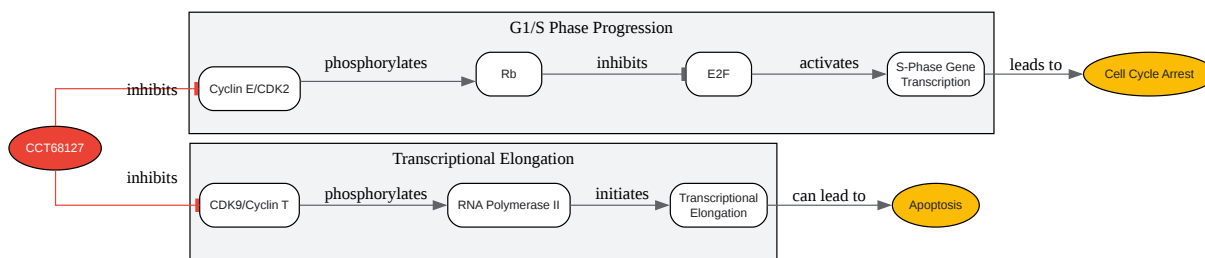 G1/S Phase Progression
CCT68127
inhibits
Cyclin E/CDK2
phosphorylates
Rb
inhibits
E2F
activates
S-Phase Gene
Transcription
leads to
Cell Cycle Arrest
Transcriptional Elongation
inhibits
CDK9/Cyclin T
phosphorylates
RNA Polymerase II
initiates
Transcriptional
Elongation
can lead to
Apoptosis